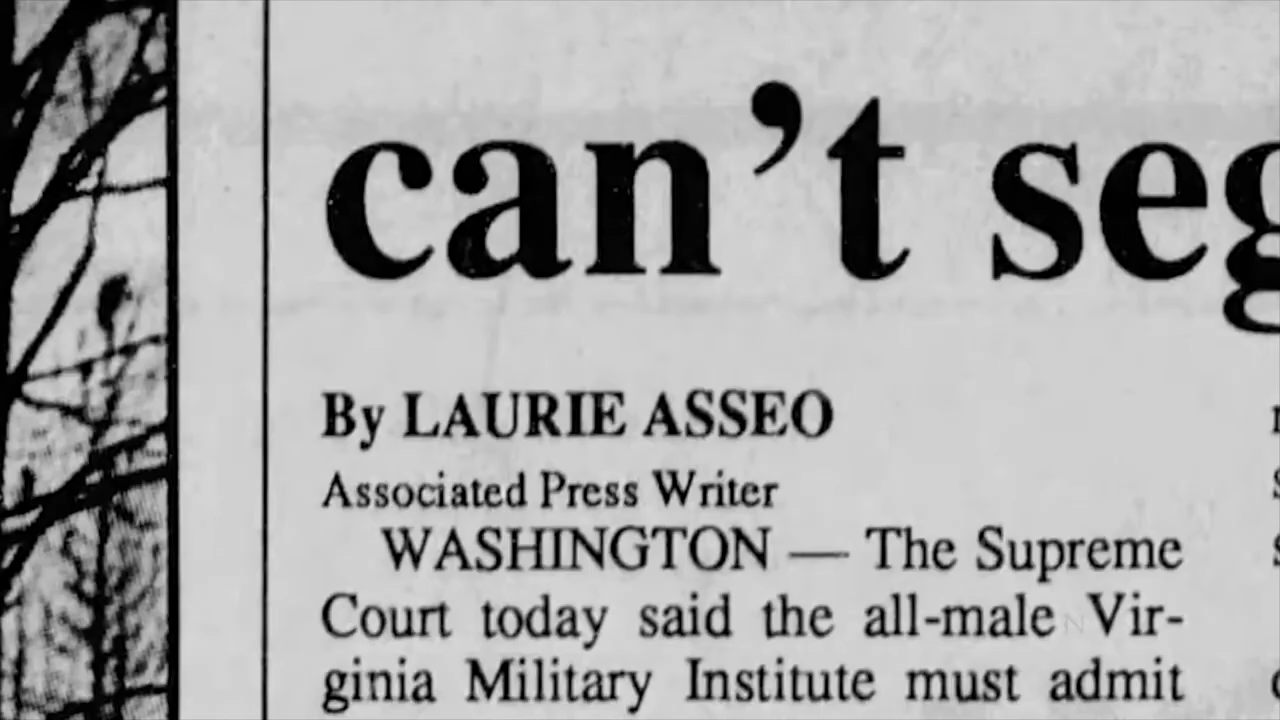 can't seg
By LAURIE ASSEO
Associated Press Writer
WASHINGTON — The Supreme
Court today said the all-male Vir-
ginia Military Institute must admit